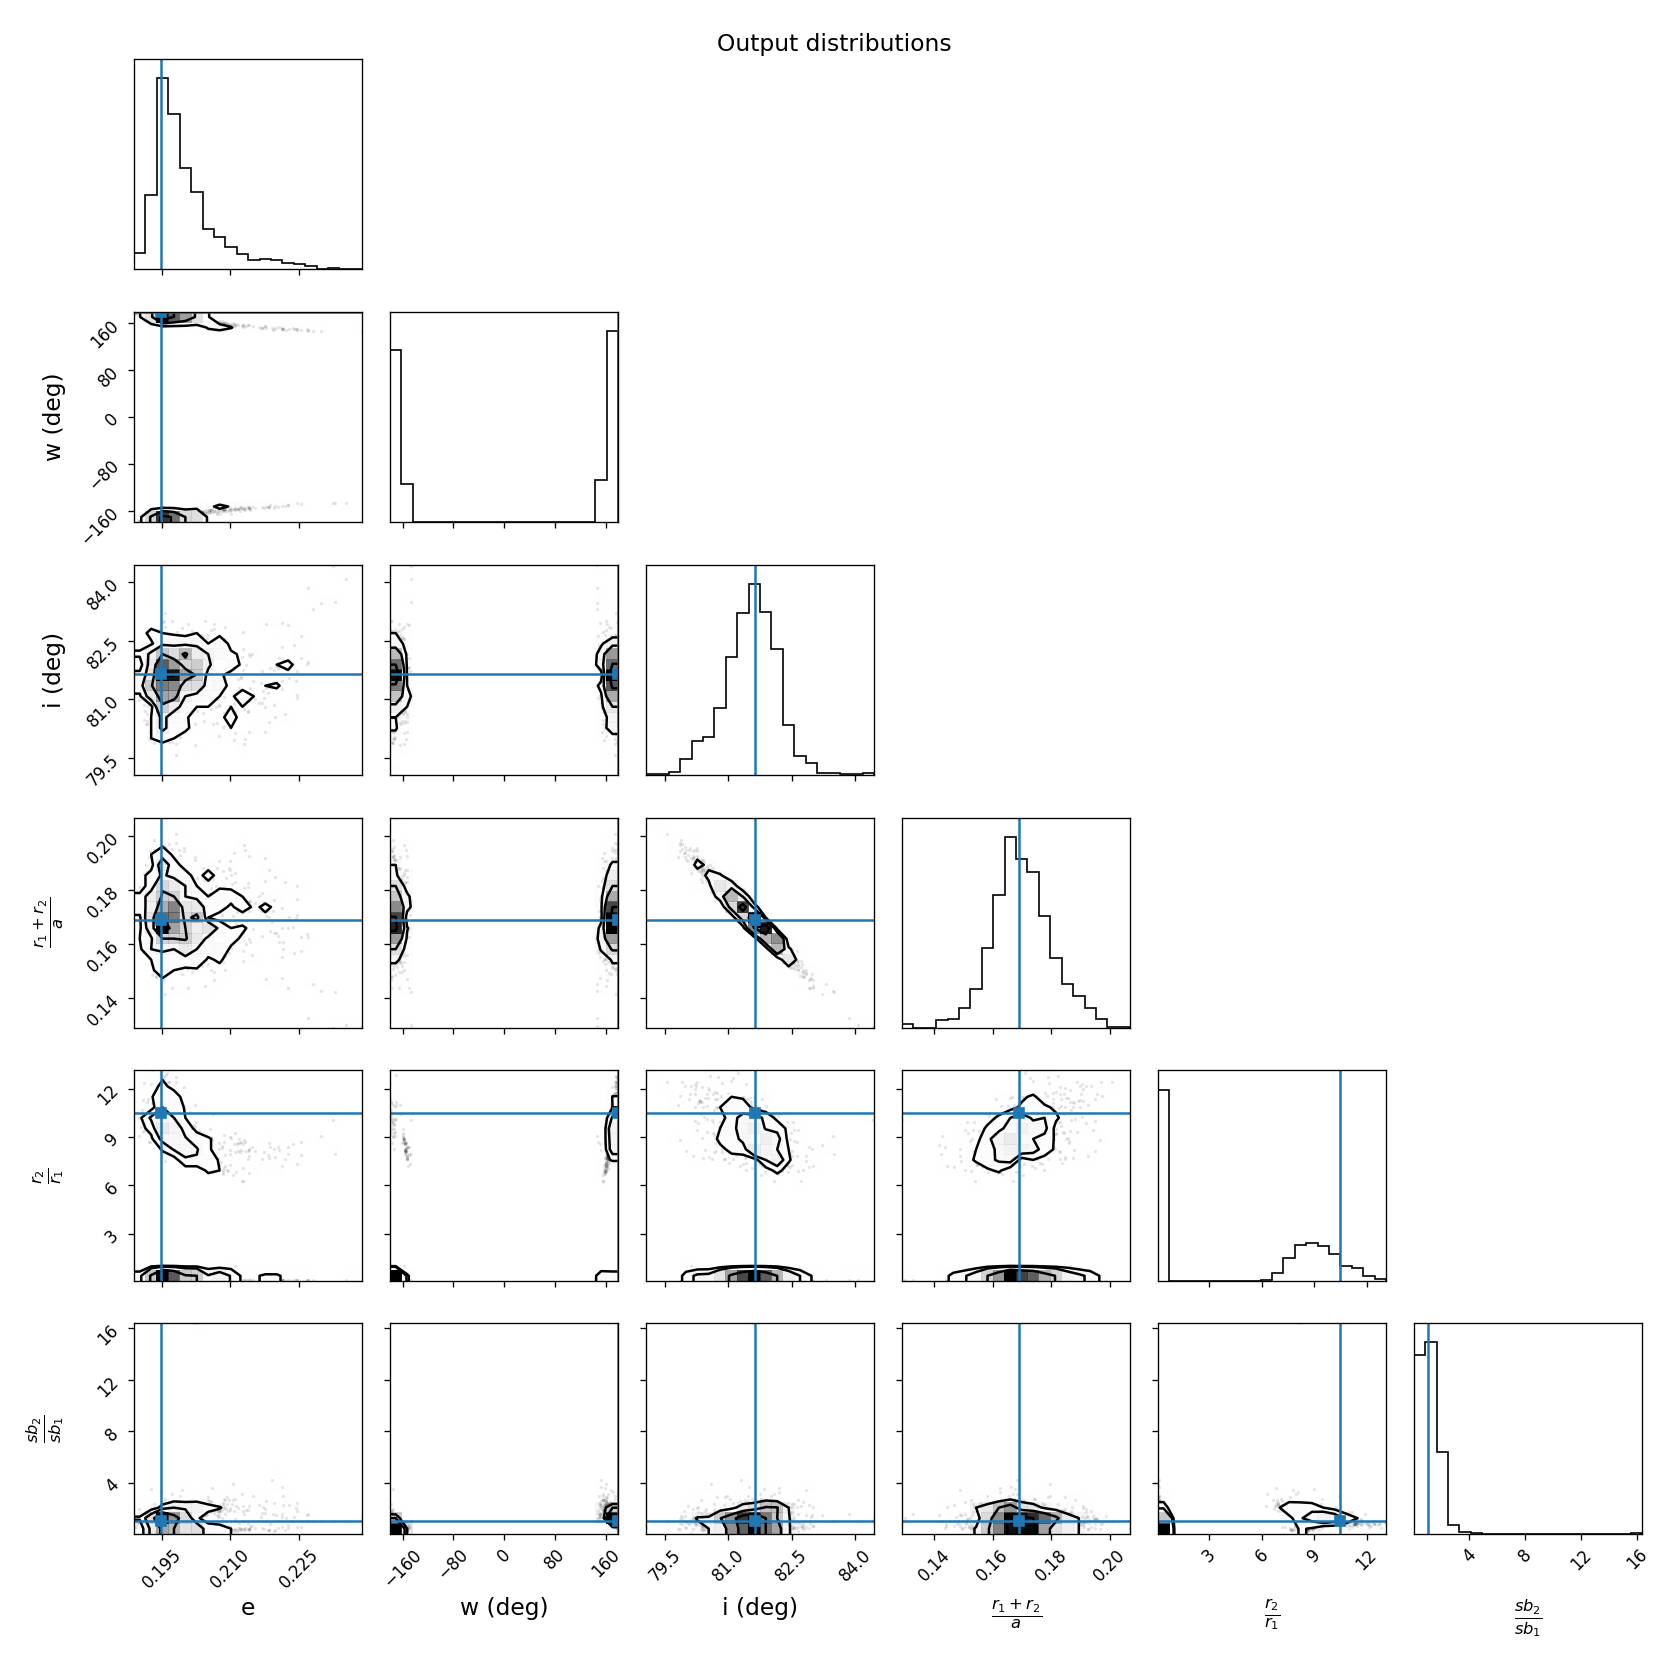 Output distributions
w (deg)
160
80
0
−80
−160
i (deg)
84.0
82.5
81.0
79.5
r1 + r2
a
0.20
0.18
0.16
0.14
r2
r1
12
9
6
3
sb2
sb1
16
12
8
4
0.195 0.210 0.225
−160 −80 0 80 160
79.5 81.0 82.5 84.0
0.14 0.16 0.18 0.20
3 6 9 12
4 8 12 16
e
w (deg)
i (deg)
r1 + r2
a
r2
r1
sb2
sb1